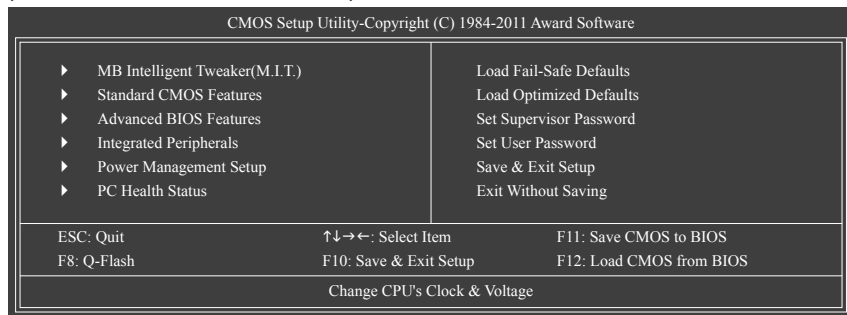 CMOS Setup Utility-Copyright (C) 1984-2011 Award Software
MB Intelligent Tweaker(M.I.T.)
Standard CMOS Features
Advanced BIOS Features
Integrated Peripherals
Power Management Setup
PC Health Status
Load Fail-Safe Defaults
Load Optimized Defaults
Set Supervisor Password
Set User Password
Save & Exit Setup
Exit Without Saving
ESC: Quit ↑↓→←: Select Item F11: Save CMOS to BIOS
F8: Q-Flash F10: Save & Exit Setup F12: Load CMOS from BIOS
Change CPU's Clock & Voltage